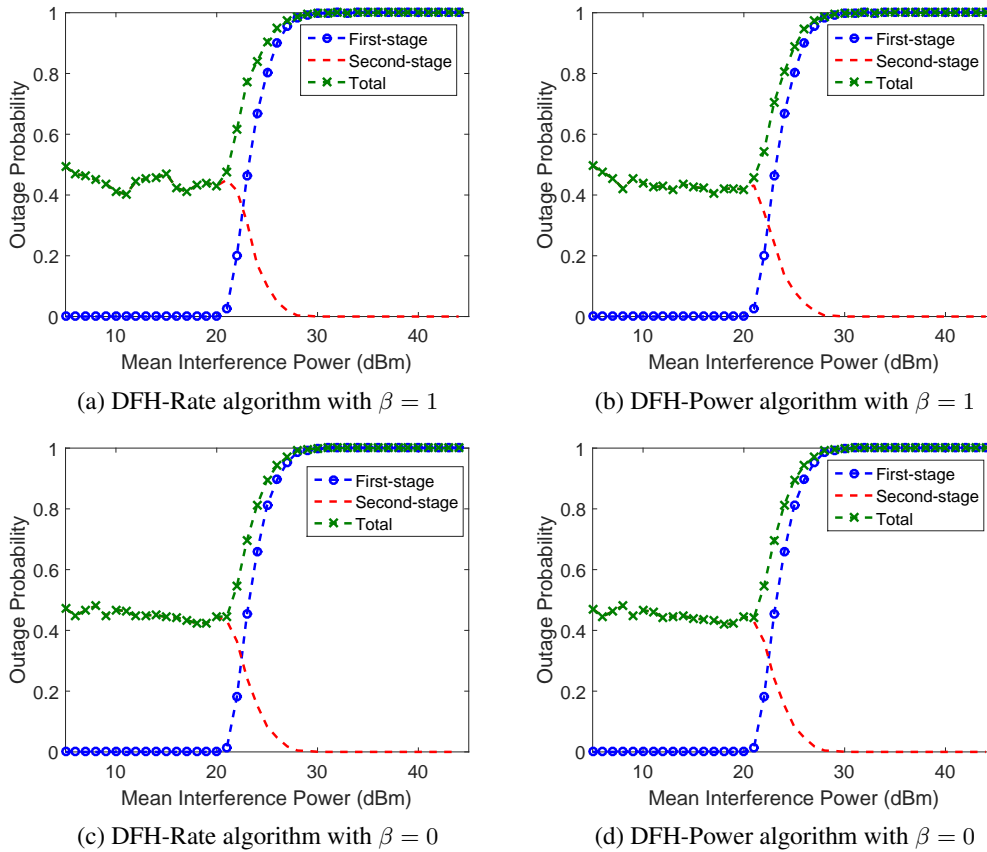 1
0.8
0.6
0.4
0.2
0
Outage Probability
First-stage
Second-stage
Total
10 20 30 40
Mean Interference Power (dBm)
(a) DFH-Rate algorithm with β = 1
1
0.8
0.6
0.4
0.2
0
Outage Probability
First-stage
Second-stage
Total
10 20 30 40
Mean Interference Power (dBm)
(b) DFH-Power algorithm with β = 1
1
0.8
0.6
0.4
0.2
0
Outage Probability
First-stage
Second-stage
Total
10 20 30 40
Mean Interference Power (dBm)
(c) DFH-Rate algorithm with β = 0
1
0.8
0.6
0.4
0.2
0
Outage Probability
First-stage
Second-stage
Total
10 20 30 40
Mean Interference Power (dBm)
(d) DFH-Power algorithm with β = 0